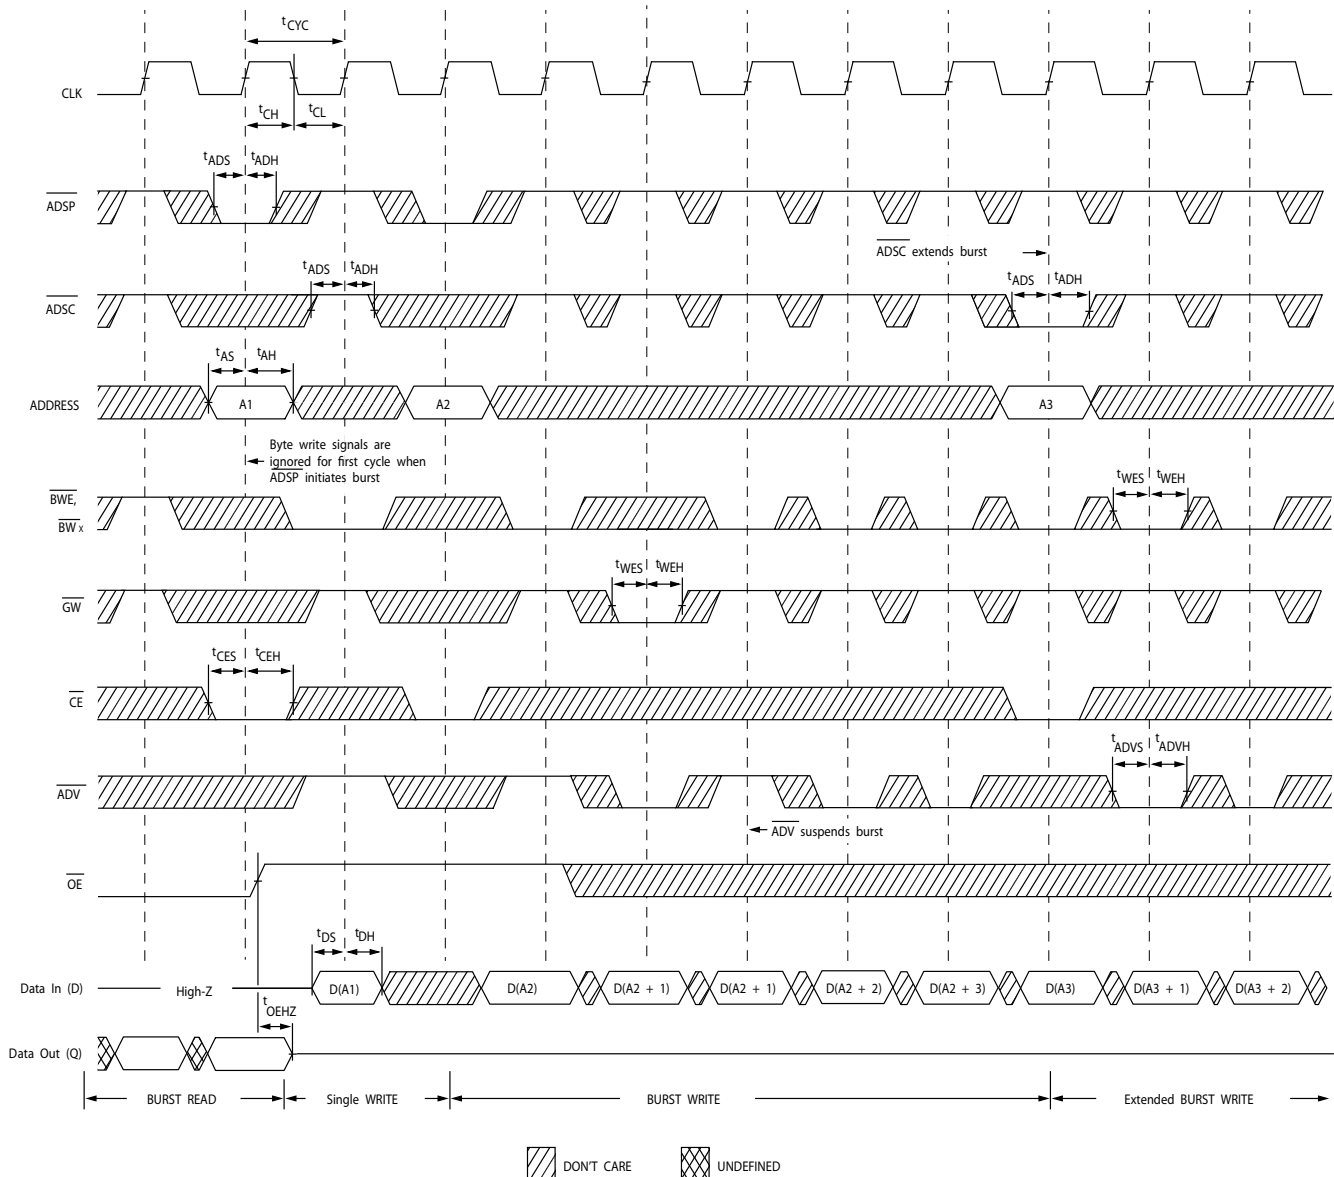 tCYC
CLK
tCH tCL
tADS tADH
ADSP
ADSC extends burst
tADS tADH
tADS tADH
ADSC
tAS tAH
ADDRESS A1 A2 A3
Byte write signals are
ignored for first cycle when
ADSP initiates burst
BWE,
BWx
tWES tWEH
tWES tWEH
GW
tCES tCEH
CE
tADVS tADVH
ADV
ADV suspends burst
OE
tDS tDH
Data In (D) High-Z D(A1) D(A2) D(A2 + 1) D(A2 + 1) D(A2 + 2) D(A2 + 3) D(A3) D(A3 + 1) D(A3 + 2)
tOEHZ
Data Out (Q)
BURST READ Single WRITE BURST WRITE Extended BURST WRITE
DON'T CARE UNDEFINED